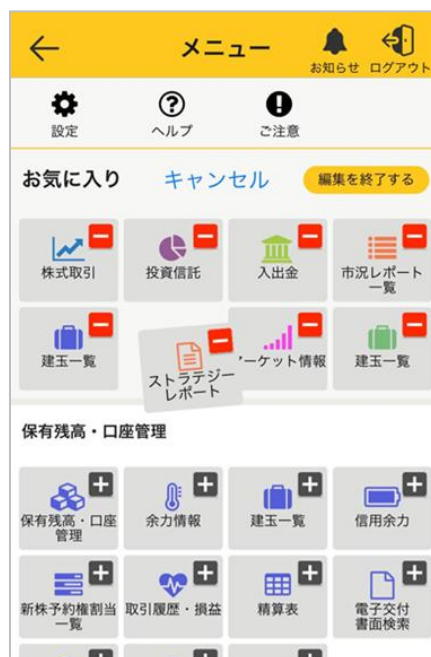 メニュー
お知らせ ログアウト
設定 ヘルプ ご注意
お気に入り キャンセル 編集を終了する
株式取引 投資信託 入出金 市況レポート
一覧
建玉一覧 ストラテジー
レポート ーケット情報 建玉一覧
保有残高・口座管理
保有残高・口座
管理 余力情報 建玉一覧 信用余力
新株予約権割当
一覧 取引履歴・損益 精算表 電子交付
書面検索